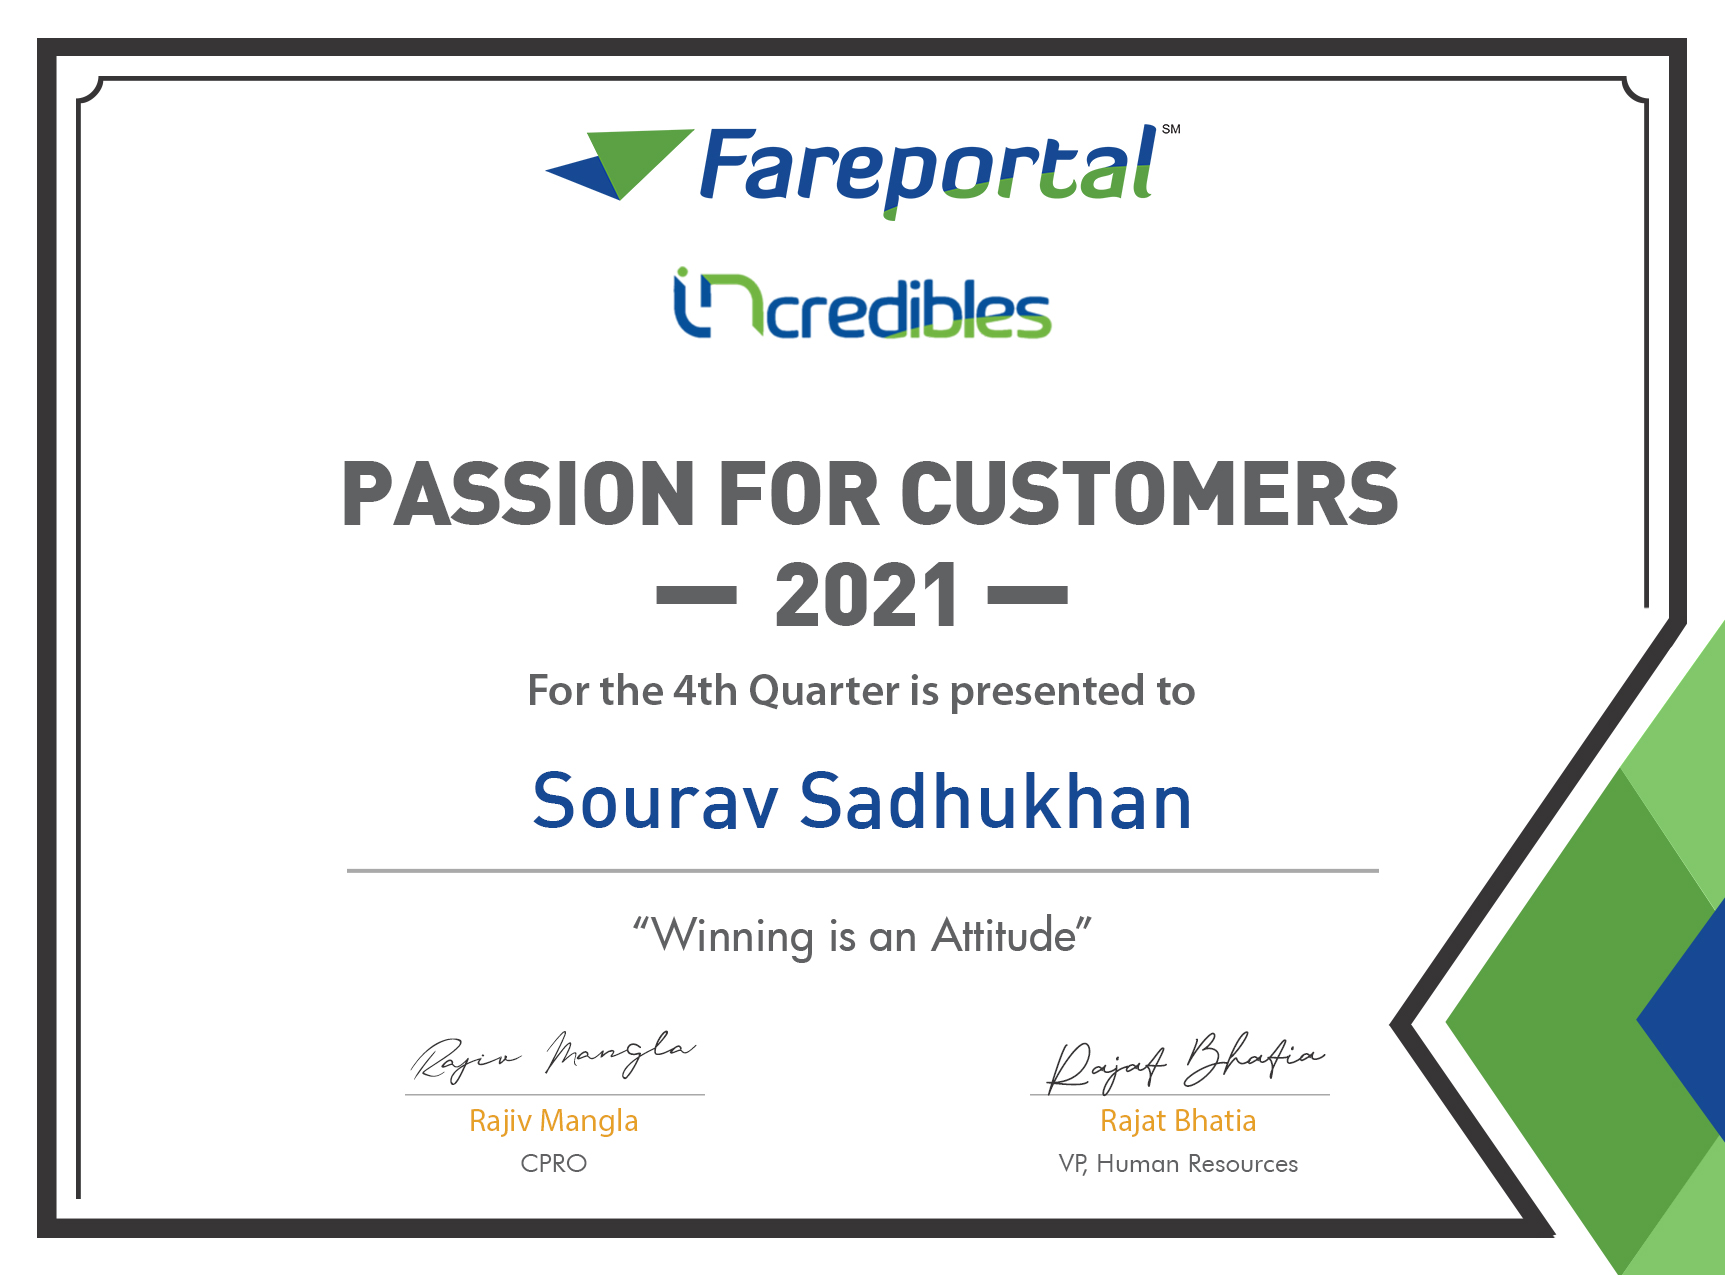 Fareportal SM
incredibles
PASSION FOR CUSTOMERS
— 2021 —
For the 4th Quarter is presented to
Sourav Sadhukhan
“Winning is an Attitude”
Rajiv Mangla Rajat Bhatia
Rajiv Mangla Rajat Bhatia
CPRO VP, Human Resources